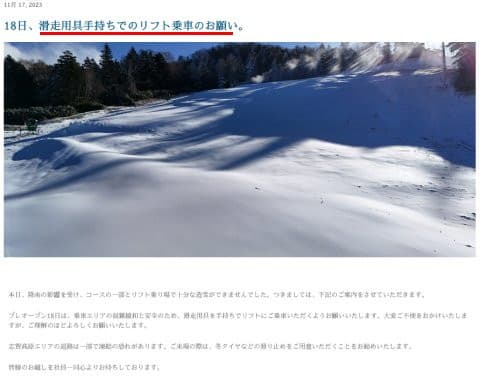 11月 17, 2023
18日、滑走用具手持ちでのリフト乗車のお願い。
本日、降雨の影響を受け、コースの一部とリフト乗り場で十分な造雪ができませんでした。つきましては、下記のご案内をさせていただきます。
プレオープン18日は、乗車エリアの混雑緩和と安全のため、滑走用具を手持ちでリフトにご乗車いただくようお願いいたします。大変ご不便をおかけいたしま
すが、ご理解のほどよろしくお願いいたします。
志賀高原エリアの道路は一部で凍結の恐れがあります。ご来場の際は、冬タイヤなどの滑り止めをご用意いただくことをお勧めいたします。
皆様のお越しを社員一同心よりお待ちしております。